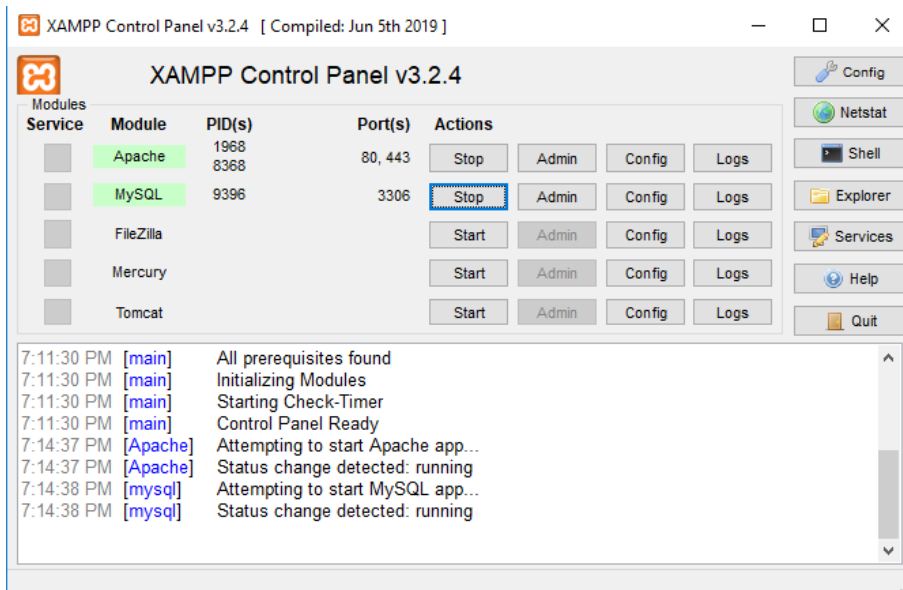 XAMPP Control Panel v3.2.4 [ Compiled: Jun 5th 2019 ]
XAMPP Control Panel v3.2.4
Config
Modules
Service Module PID(s) Port(s) Actions
Netstat
Apache 1968 8368 80, 443 Stop Admin Config Logs
Shell
MySQL 9396 3306 Stop Admin Config Logs
Explorer
FileZilla Start Admin Config Logs
Services
Mercury Start Admin Config Logs
Help
Tomcat Start Admin Config Logs
Quit
7:11:30 PM [main] All prerequisites found
7:11:30 PM [main] Initializing Modules
7:11:30 PM [main] Starting Check-Timer
7:11:30 PM [main] Control Panel Ready
7:14:37 PM [Apache] Attempting to start Apache app...
7:14:37 PM [Apache] Status change detected: running
7:14:38 PM [mysql] Attempting to start MySQL app...
7:14:38 PM [mysql] Status change detected: running